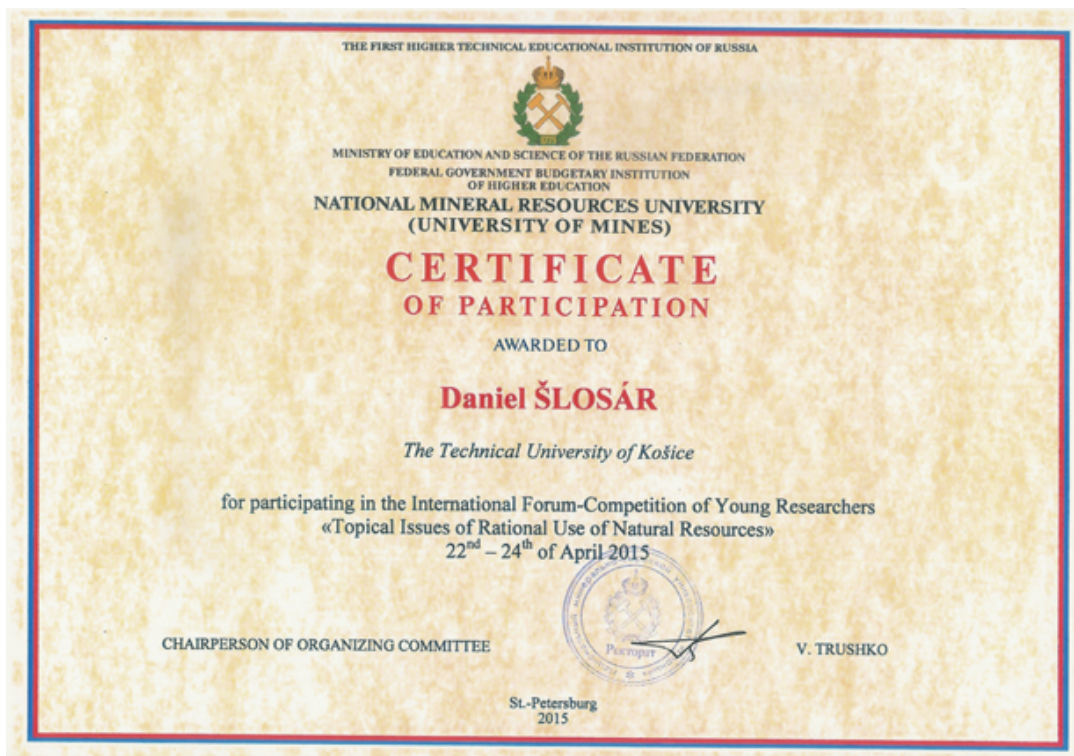 THE FIRST HIGHER TECHNICAL EDUCATIONAL INSTITUTION OF RUSSIA
MINISTRY OF EDUCATION AND SCIENCE OF THE RUSSIAN FEDERATION
FEDERAL GOVERNMENT BUDGETARY INSTITUTION
OF HIGHER EDUCATION
NATIONAL MINERAL RESOURCES UNIVERSITY
(UNIVERSITY OF MINES)
CERTIFICATE
OF PARTICIPATION
AWARDED TO
Daniel ŠLOSÁR
The Technical University of Košice
for participating in the International Forum-Competition of Young Researchers
«Topical Issues of Rational Use of Natural Resources»
22nd – 24th of April 2015
Ректорат
CHAIRPERSON OF ORGANIZING COMMITTEE
V. TRUSHKO
St.-Petersburg
2015